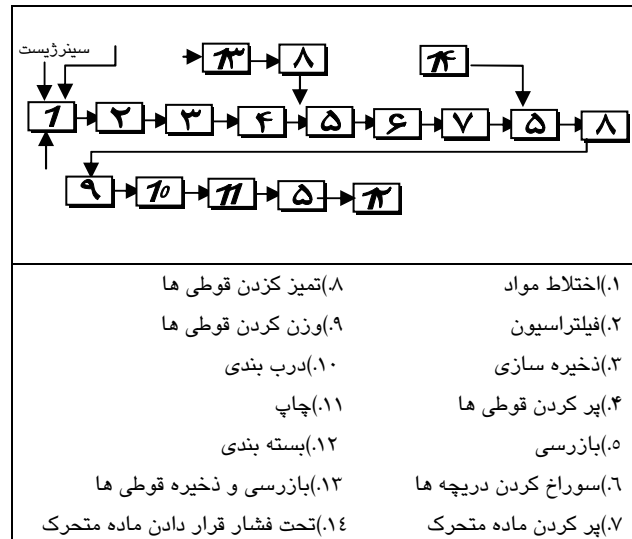 سینرژیست
۱۳ ۸ ۱۴
1 ۲ ۳ ۴ ۵ ۶ ۷ ۵ ۸
۹ ۱۰ ۱۱ ۵ ۱۲
۱.)اختلاط مواد
۲.)فیلتراسیون
۳.)ذخیره سازی
۴.)پر کردن قوطی ها
۵.)بازرسی
۶.)سوراخ کردن دریچه ها
۷.)پر کردن ماده متحرک
۸.)تمیز کزدن قوطی ها
۹.)وزن کردن قوطی ها
۱۰.)درب بندی
۱۱.)چاپ
۱۲.)بسته بندی
۱۳.)بازرسی و ذخیره قوطی ها
۱۴.)تحت فشار قرار دادن ماده متحرک